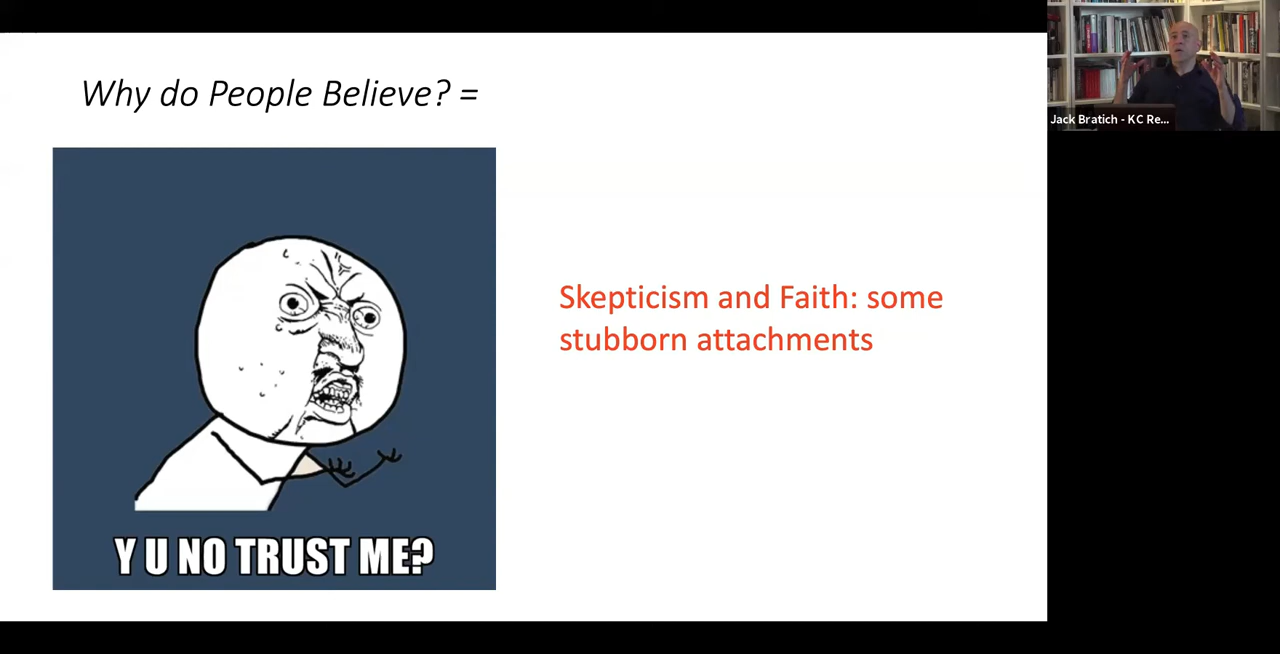 Why do People Believe? =
Jack Bratich - KC Re...
Skepticism and Faith: some
stubborn attachments
Y U NO TRUST ME?